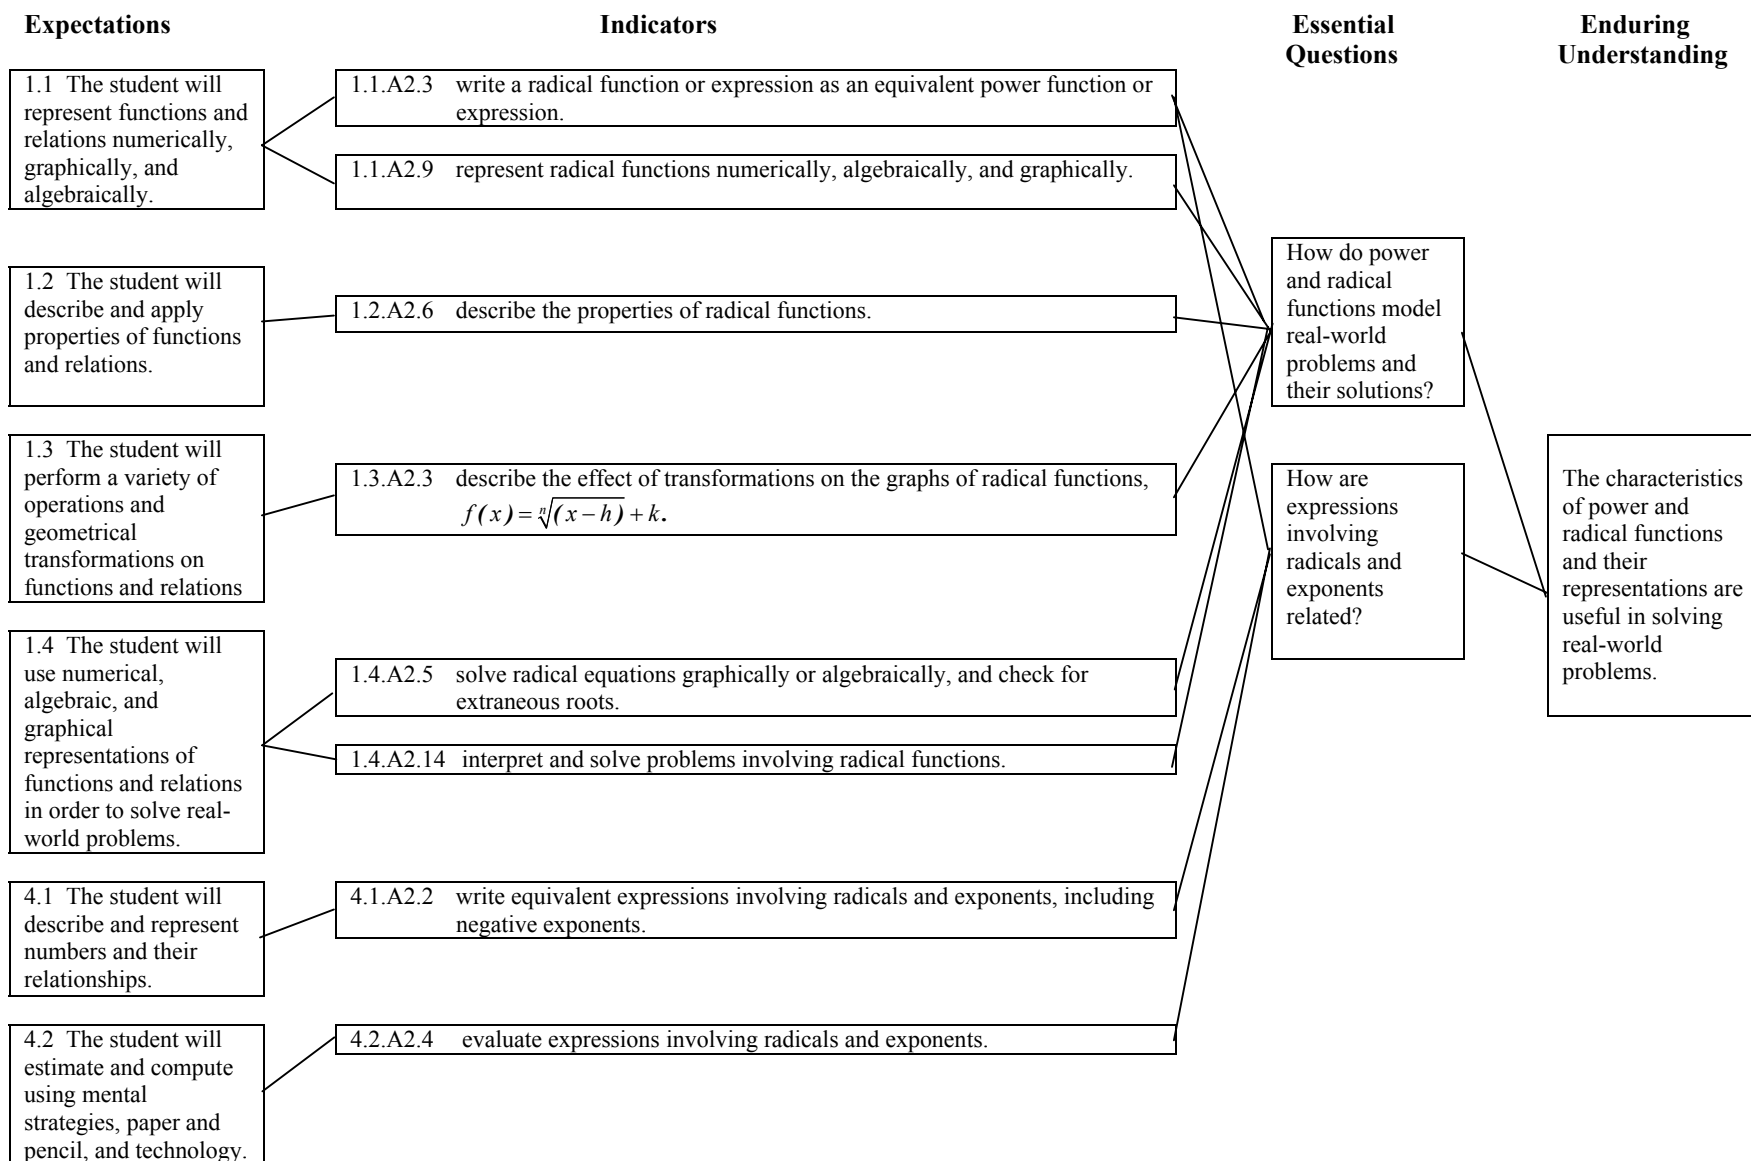 Expectations
Indicators
Essential
Questions
Enduring
Understanding
1.1 The student will
represent functions and
relations numerically,
graphically, and
algebraically.
1.1.A2.3 write a radical function or expression as an equivalent power function or
expression.
1.1.A2.9 represent radical functions numerically, algebraically, and graphically.
1.2 The student will
describe and apply
properties of functions
and relations.
1.2.A2.6 describe the properties of radical functions.
1.3 The student will
perform a variety of
operations and
geometrical
transformations on
functions and relations
1.3.A2.3 describe the effect of transformations on the graphs of radical functions,
f(x) = ⁿ√(x − h) + k.
1.4 The student will
use numerical,
algebraic, and
graphical
representations of
functions and relations
in order to solve real-
world problems.
1.4.A2.5 solve radical equations graphically or algebraically, and check for
extraneous roots.
1.4.A2.14 interpret and solve problems involving radical functions.
4.1 The student will
describe and represent
numbers and their
relationships.
4.1.A2.2 write equivalent expressions involving radicals and exponents, including
negative exponents.
4.2 The student will
estimate and compute
using mental
strategies, paper and
pencil, and technology.
4.2.A2.4 evaluate expressions involving radicals and exponents.
How do power
and radical
functions model
real-world
problems and
their solutions?
How are
expressions
involving
radicals and
exponents
related?
The characteristics
of power and
radical functions
and their
representations are
useful in solving
real-world
problems.